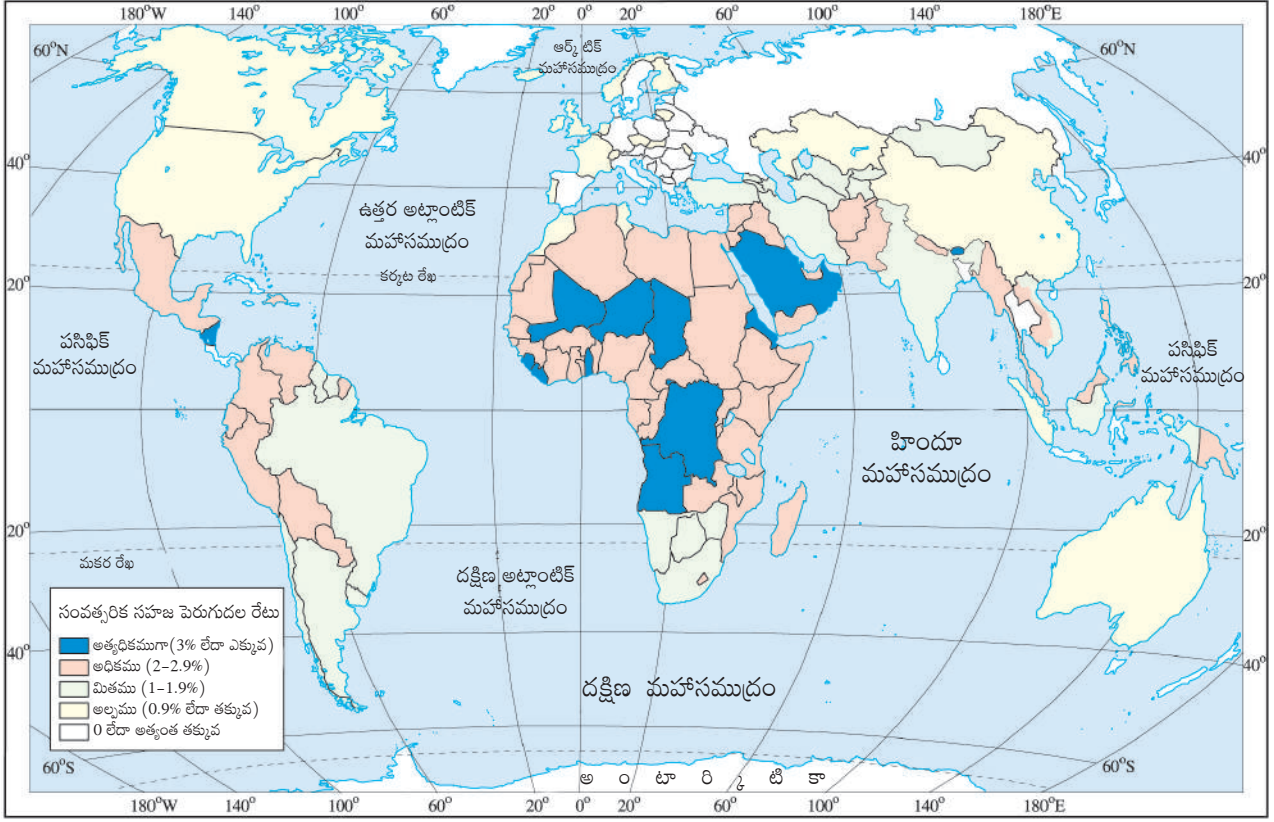 180°W 140° 100° 60° 20° 0° 20° 60° 100° 140° 180°E
60°N
ఆర్కిటిక్
మహాసముద్రం
60°N
40°
40°
ఉత్తర అట్లాంటిక్
మహాసముద్రం
కర్కట రేఖ
20°
20°
పసిఫిక్
మహాసముద్రం
పసిఫిక్
మహాసముద్రం
హిందూ
మహాసముద్రం
20°
20°
మకర రేఖ
దక్షిణ అట్లాంటిక్
మహాసముద్రం
సంవత్సరిక సహజ పెరుగుదల రేటు
అత్యధికముగా(3% లేదా ఎక్కువ)
అధికము (2-2.9%)
మితము (1-1.9%)
అల్పము (0.9% లేదా తక్కువ)
0 లేదా అత్యంత తక్కువ
40°
40°
దక్షిణ మహాసముద్రం
60°S
60°S
అంటార్కిటికా
180°W 140° 100° 60° 20° 0° 20° 60° 100° 140° 180°E